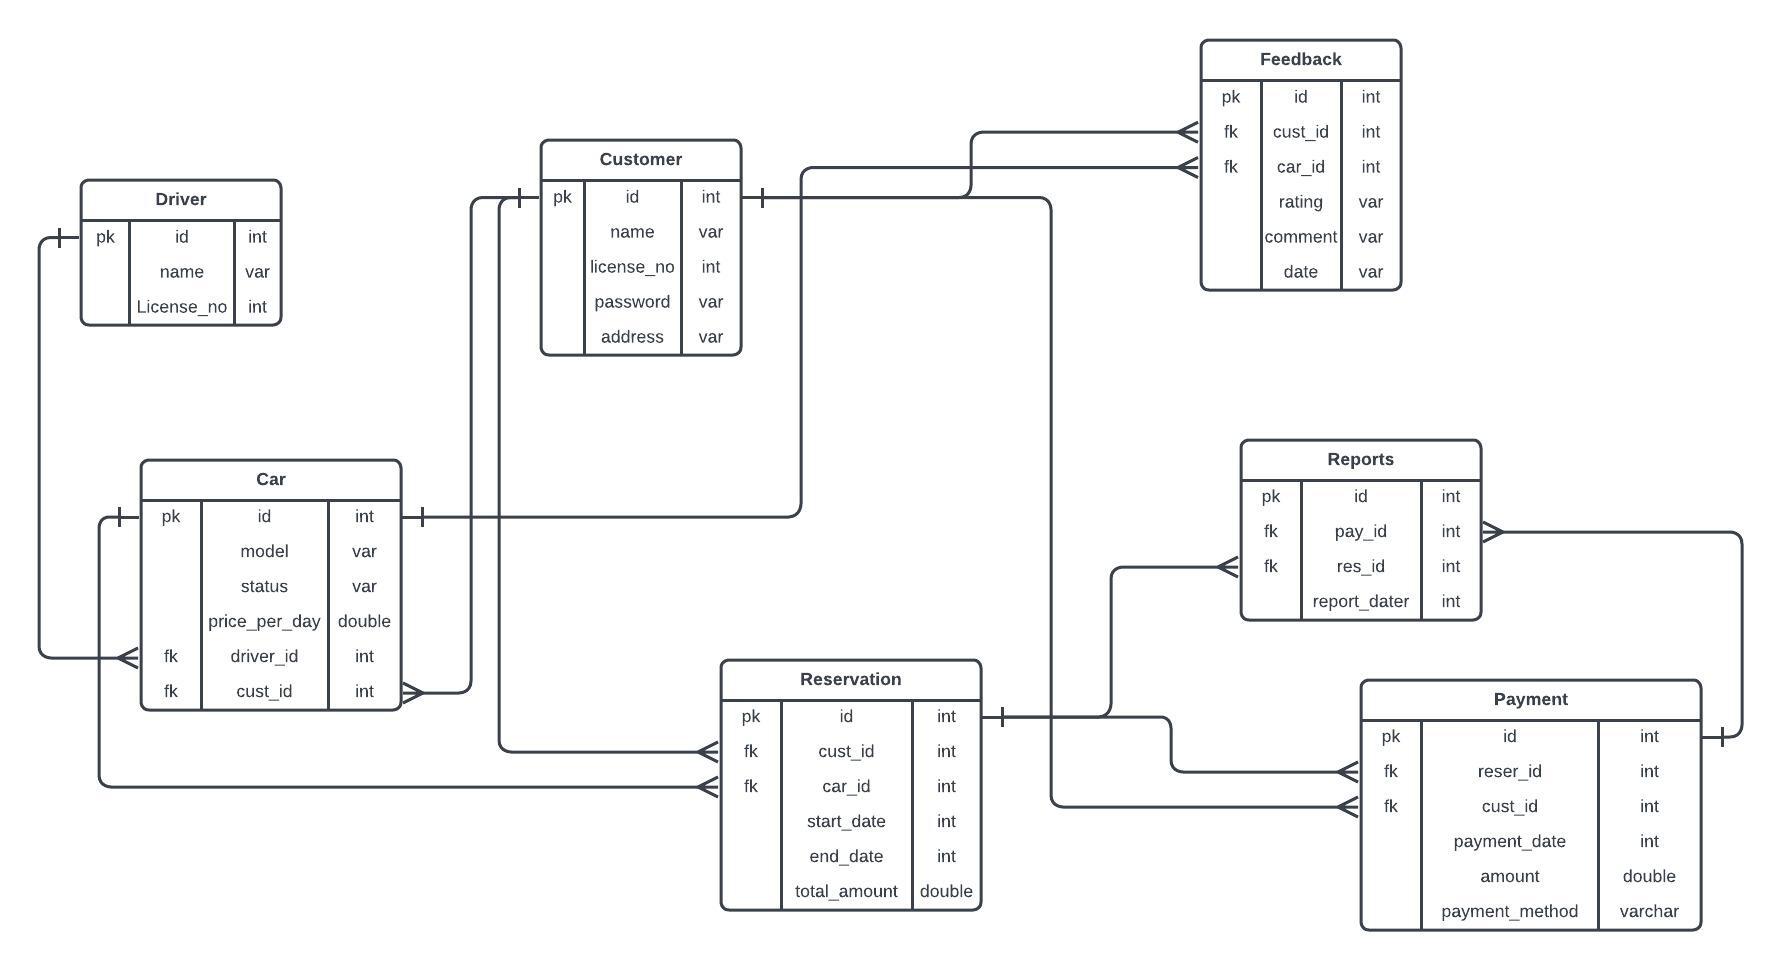 Feedback
pk id int
fk cust_id int
fk car_id int
rating var
comment var
date var
Customer
pk id int
name var
license_no int
password var
address var
Driver
pk id int
name var
License_no int
Car
pk id int
model var
status var
price_per_day double
fk driver_id int
fk cust_id int
Reports
pk id int
fk pay_id int
fk res_id int
report_dater int
Reservation
pk id int
fk cust_id int
fk car_id int
start_date int
end_date int
total_amount double
Payment
pk id int
fk reser_id int
fk cust_id int
payment_date int
amount double
payment_method varchar